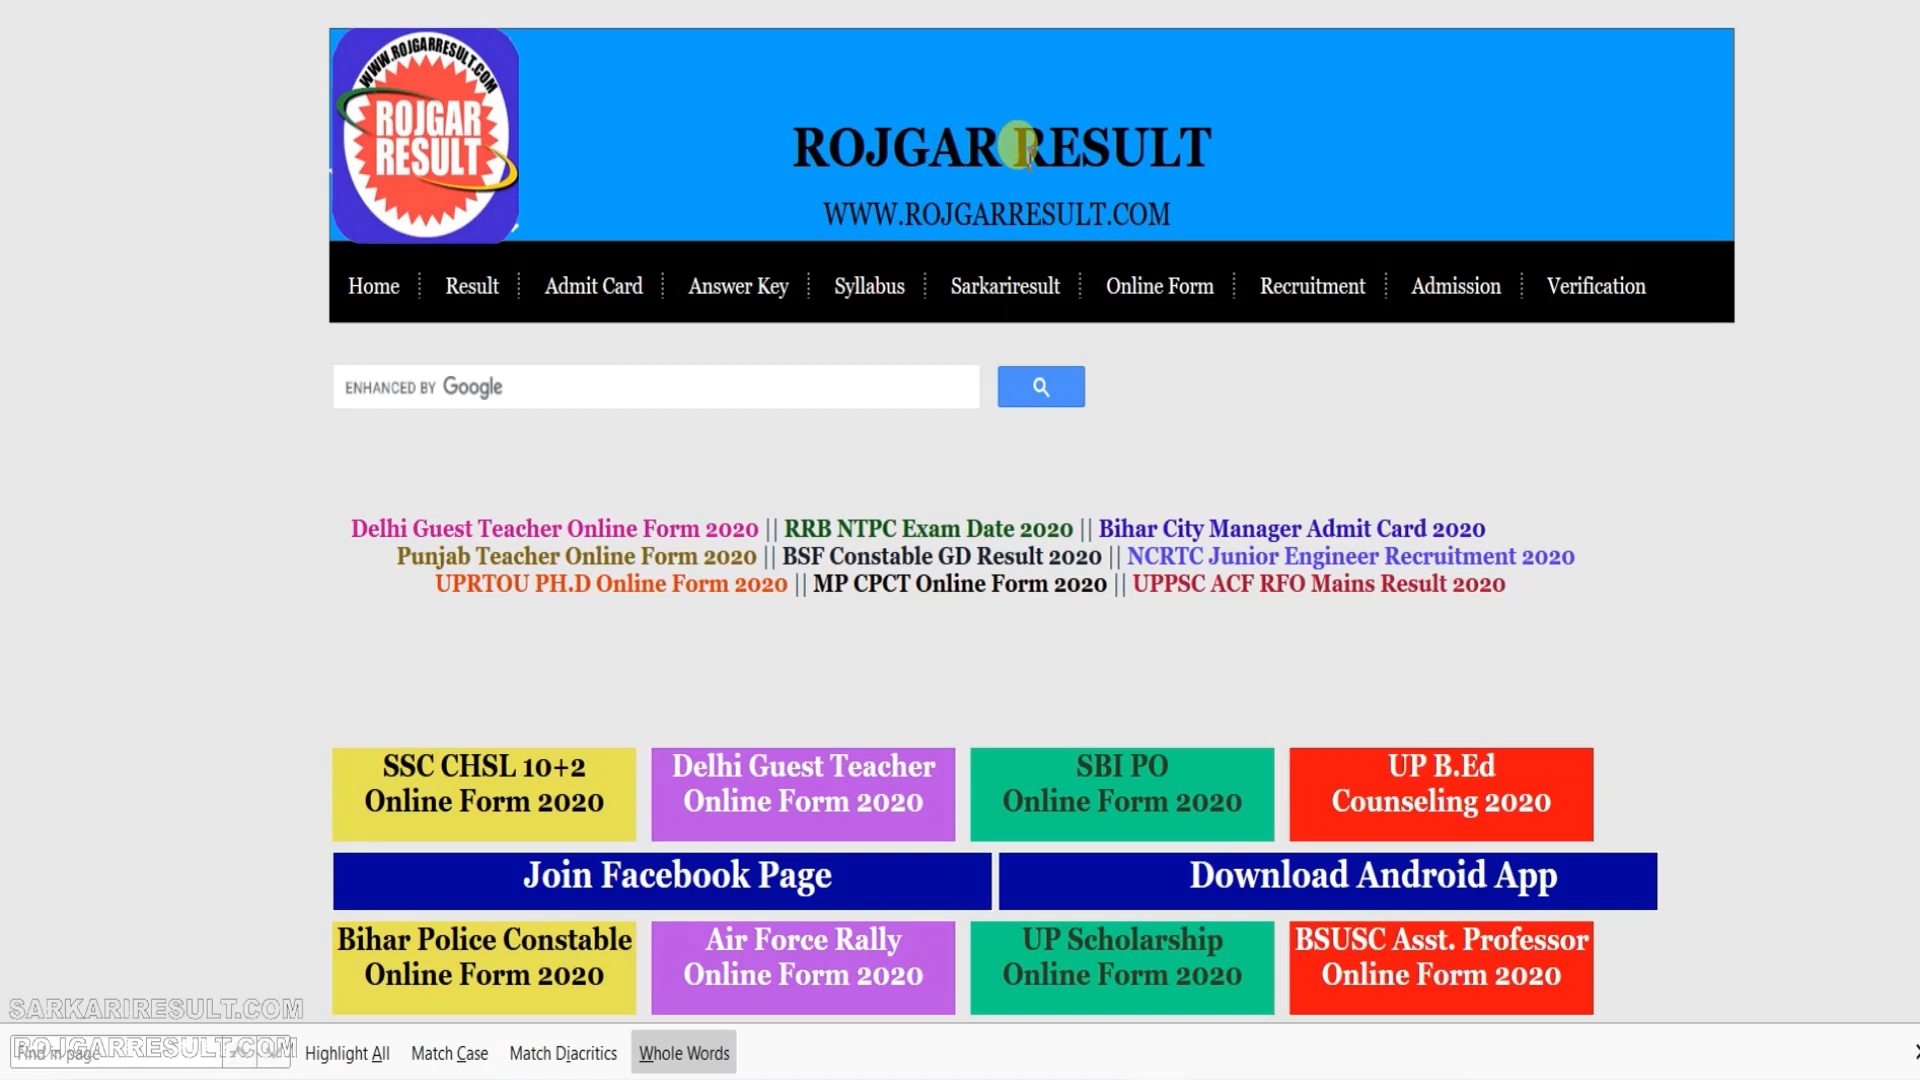 WWW.ROJGARRESULT.COM
ROJGAR
RESULT
ROJGAR RESULT
WWW.ROJGARRESULT.COM
Home Result Admit Card Answer Key Syllabus Sarkariresult Online Form Recruitment Admission Verification
ENHANCED BY Google
Delhi Guest Teacher Online Form 2020 || RRB NTPC Exam Date 2020 || Bihar City Manager Admit Card 2020
Punjab Teacher Online Form 2020 || BSF Constable GD Result 2020 || NCRTC Junior Engineer Recruitment 2020
UPRTOU PH.D Online Form 2020 || MP CPCT Online Form 2020 || UPPSC ACF RFO Mains Result 2020
SSC CHSL 10+2
Online Form 2020
Delhi Guest Teacher
Online Form 2020
SBI PO
Online Form 2020
UP B.Ed
Counseling 2020
Join Facebook Page
Download Android App
Bihar Police Constable
Online Form 2020
Air Force Rally
Online Form 2020
UP Scholarship
Online Form 2020
BSUSC Asst. Professor
Online Form 2020
SARKARIRESULT.COM
ROJGARRESULT.COM
Find in page
Highlight All Match Case Match Diacritics Whole Words